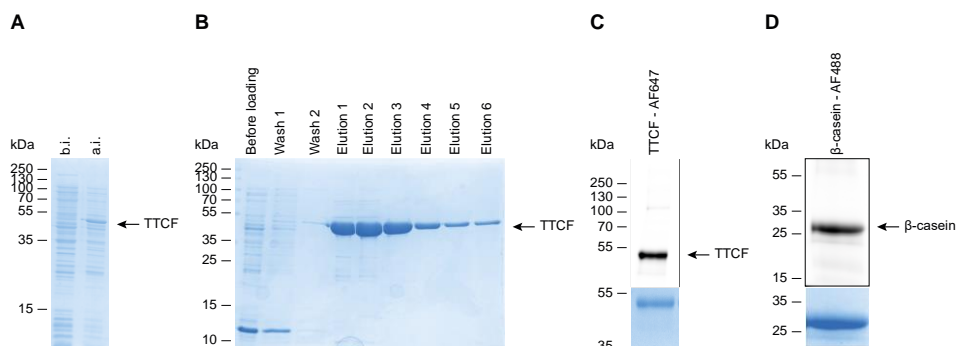 A
B
C
D
kDa
b.i.
a.i.
250
130
100
70
55
35
15
TTCF
kDa
Before loading
Wash 1
Wash 2
Elution 1
Elution 2
Elution 3
Elution 4
Elution 5
Elution 6
250
130
100
70
55
40
35
25
15
10
TTCF
kDa
TTCF - AF647
250
130
100
70
55
TTCF
55
35
kDa
β-casein - AF488
55
35
25
15
β-casein
35
25